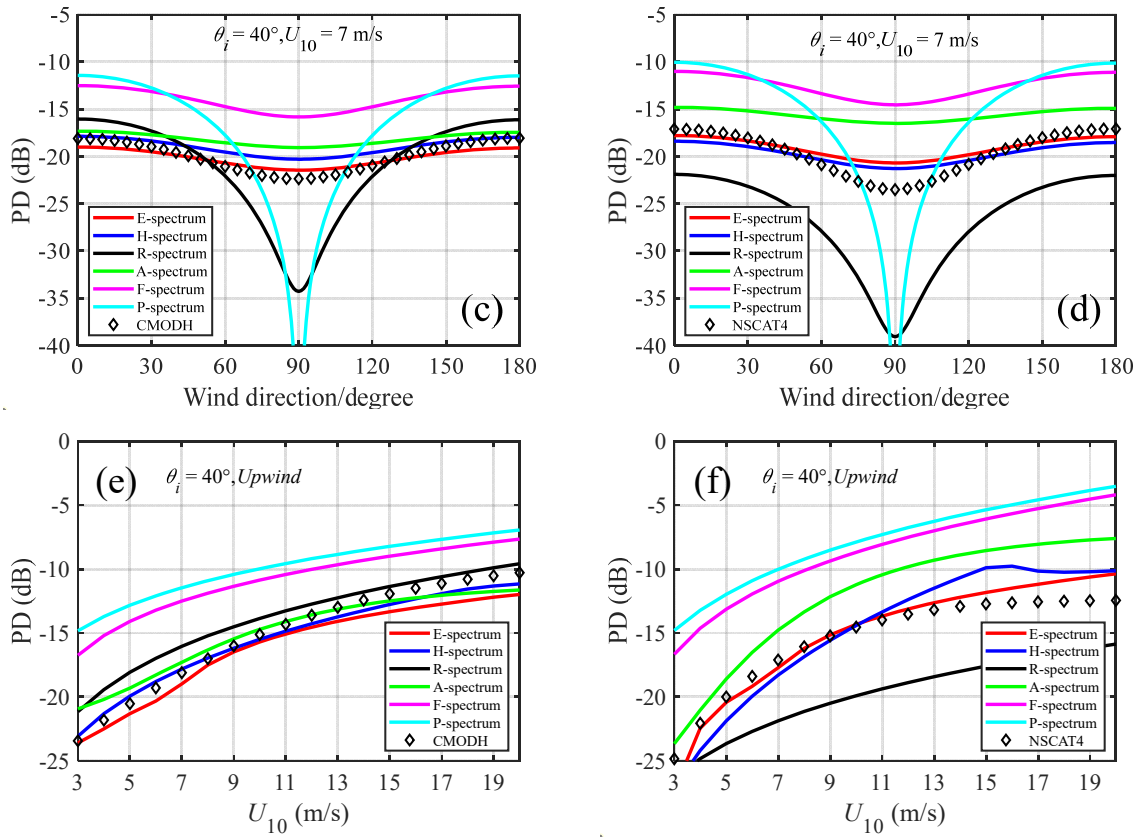 θi = 40°, U10 = 7 m/s
PD (dB)
-5
-10
-15
-20
-25
-30
-35
-40
E-spectrum
H-spectrum
R-spectrum
A-spectrum
F-spectrum
P-spectrum
CMODH
(c)
0 30 60 90 120 150 180
Wind direction/degree
θi = 40°, U10 = 7 m/s
PD (dB)
-5
-10
-15
-20
-25
-30
-35
-40
E-spectrum
H-spectrum
R-spectrum
A-spectrum
F-spectrum
P-spectrum
NSCAT4
(d)
0 30 60 90 120 150 180
Wind direction/degree
(e) θi = 40°, Upwind
PD (dB)
0
-5
-10
-15
-20
-25
E-spectrum
H-spectrum
R-spectrum
A-spectrum
F-spectrum
P-spectrum
CMODH
3 5 7 9 11 13 15 17 19
U10 (m/s)
(f) θi = 40°, Upwind
PD (dB)
0
-5
-10
-15
-20
-25
E-spectrum
H-spectrum
R-spectrum
A-spectrum
F-spectrum
P-spectrum
NSCAT4
3 5 7 9 11 13 15 17 19
U10 (m/s)